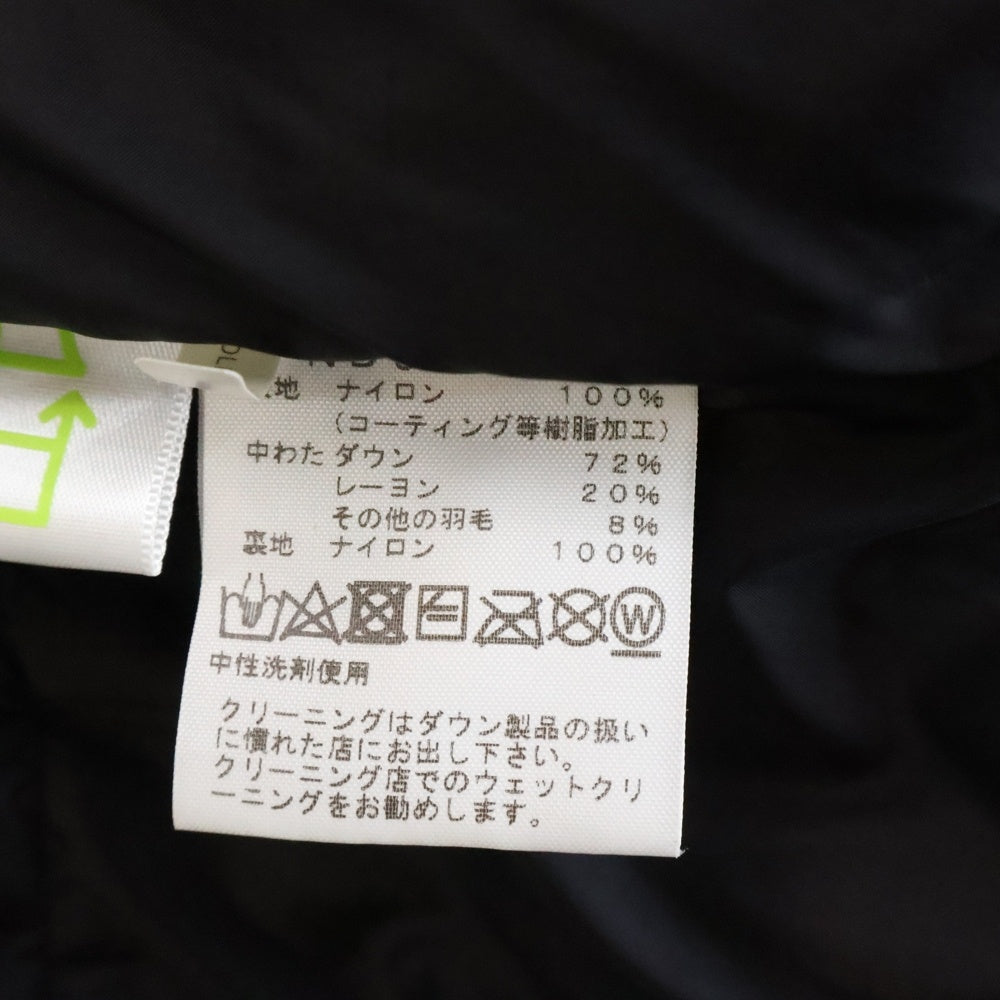 OL
地 ナイロン 100%
(コーティング等樹脂加工)
中わた ダウン 72%
レーヨン 20%
その他の羽毛 8%
裏地 ナイロン 100%
W
中性洗剤使用
クリーニングはダウン製品の扱い
に慣れた店にお出し下さい。
クリーニング店でのウェットクリ
ーニングをお勧めします。